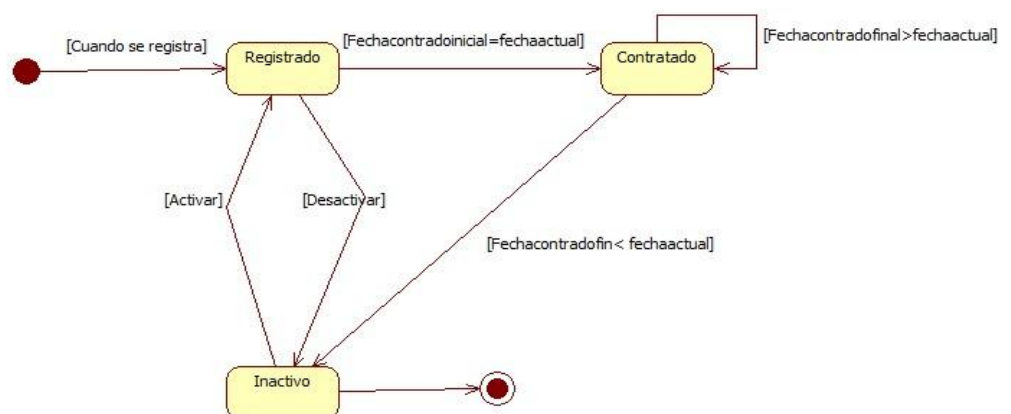 [Cuando se registra]
Registrado
[Fechacontradoinicial=fechaactual]
Contratado
[Fechacontradofinal>fechaactual]
[Activar]
[Desactivar]
[Fechacontradofin< fechaactual]
Inactivo